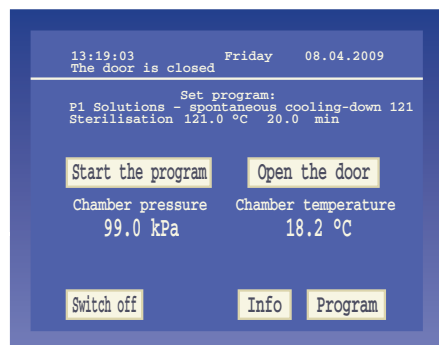 13:19:03 Friday 08.04.2009
The door is closed
Set program:
P1 Solutions - spontaneous cooling-down 121
Sterilisation 121.0 ºC 20.0 min
Start the program Open the door
Chamber pressure Chamber temperature
99.0 kPa 18.2 ºC
Switch off Info Program